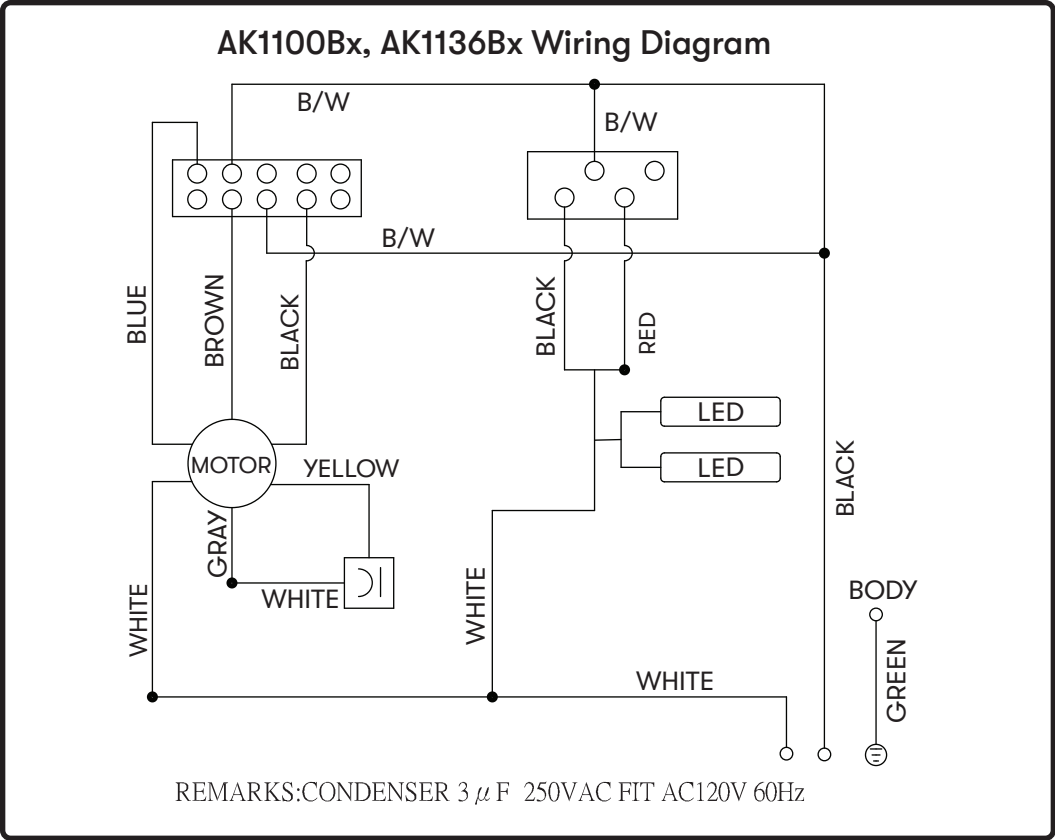 AK1100Bx, AK1136Bx Wiring Diagram
B/W
B/W
B/W
BLUE
BROWN
BLACK
BLACK
RED
LED
LED
MOTOR
YELLOW
BLACK
GRAY
WHITE
WHITE
WHITE
BODY
GREEN
WHITE
REMARKS:CONDENSER 3 μ F 250VAC FIT AC120V 60Hz